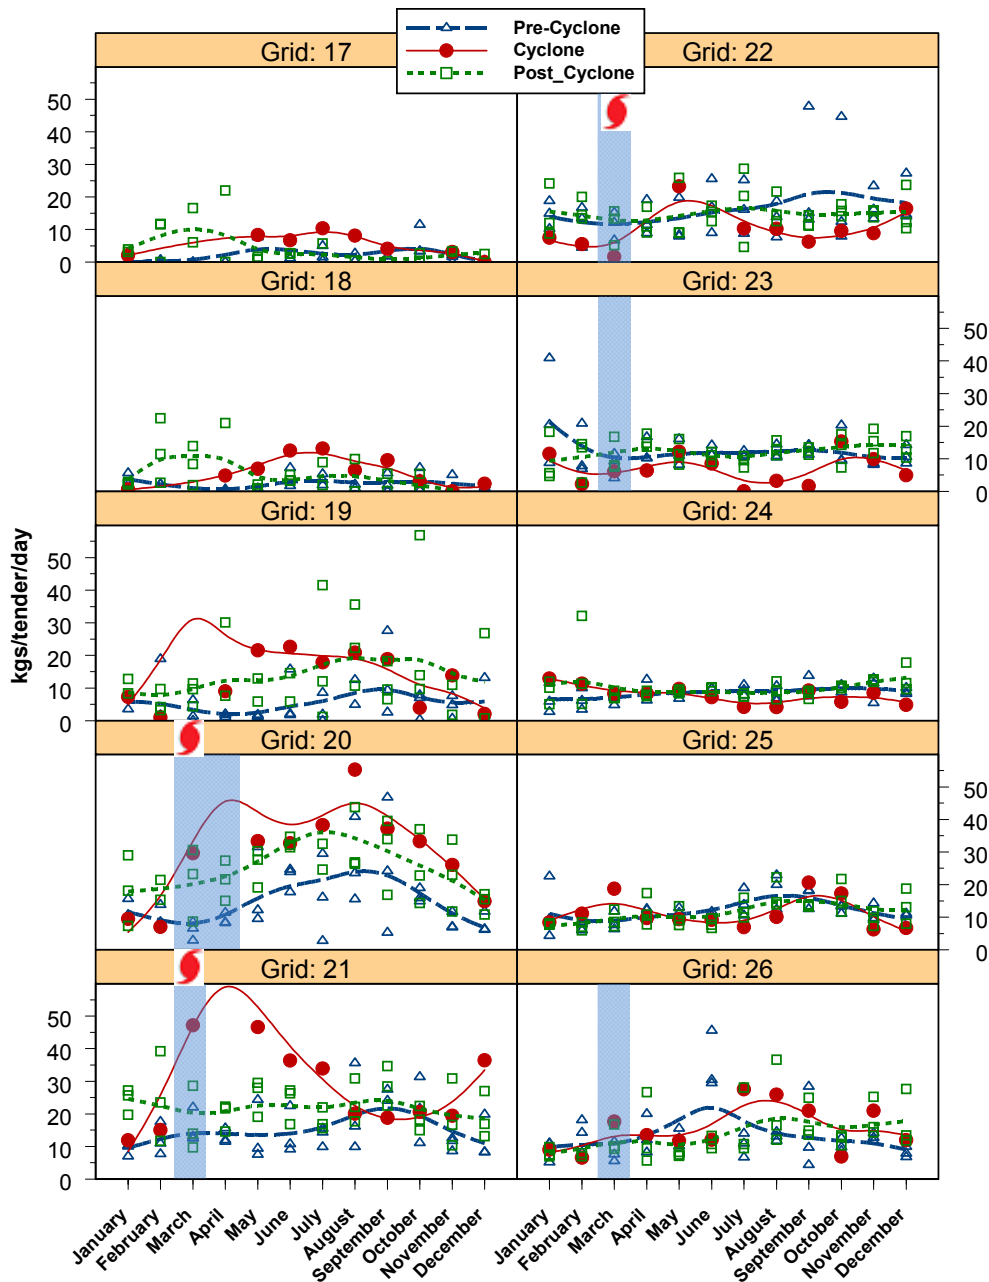 Pre-Cyclone
Cyclone
Post_Cyclone
Grid: 17
Grid: 22
50
40
30
20
10
0
Grid: 18
Grid: 23
50
40
30
20
10
0
Grid: 19
Grid: 24
50
40
30
20
10
0
kgs/tender/day
Grid: 20
Grid: 25
50
40
30
20
10
0
Grid: 21
Grid: 26
50
40
30
20
10
0
January
February
March
April
May
June
July
August
September
October
November
December
January
February
March
April
May
June
July
August
September
October
November
December